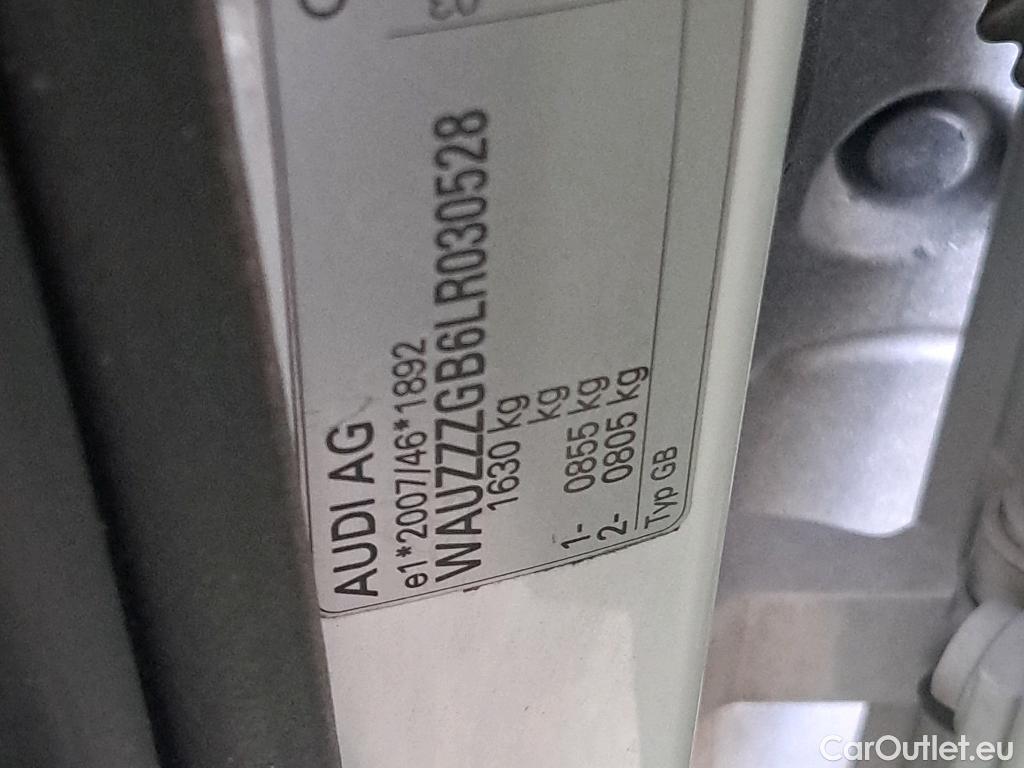 AUDI AG
e1*2007/46*1892
WAUZZZGB6LR030528
1630 kg
kg
1- 0855 kg
2- 0805 kg
Typ GB
CarOutlet.eu